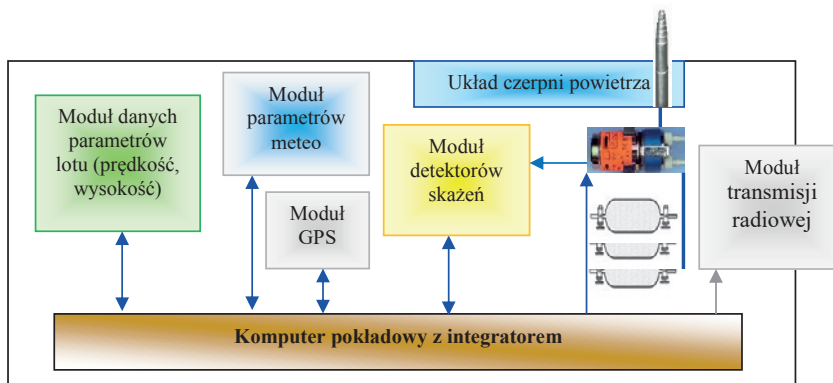 Układ czerpni powietrza
Moduł danych
parametrów
lotu (prędkość,
wysokość)
Moduł
parametrów
meteo
Moduł
GPS
Moduł
detektorów
skażeń
Moduł
transmisji
radiowej
Komputer pokładowy z integratorem